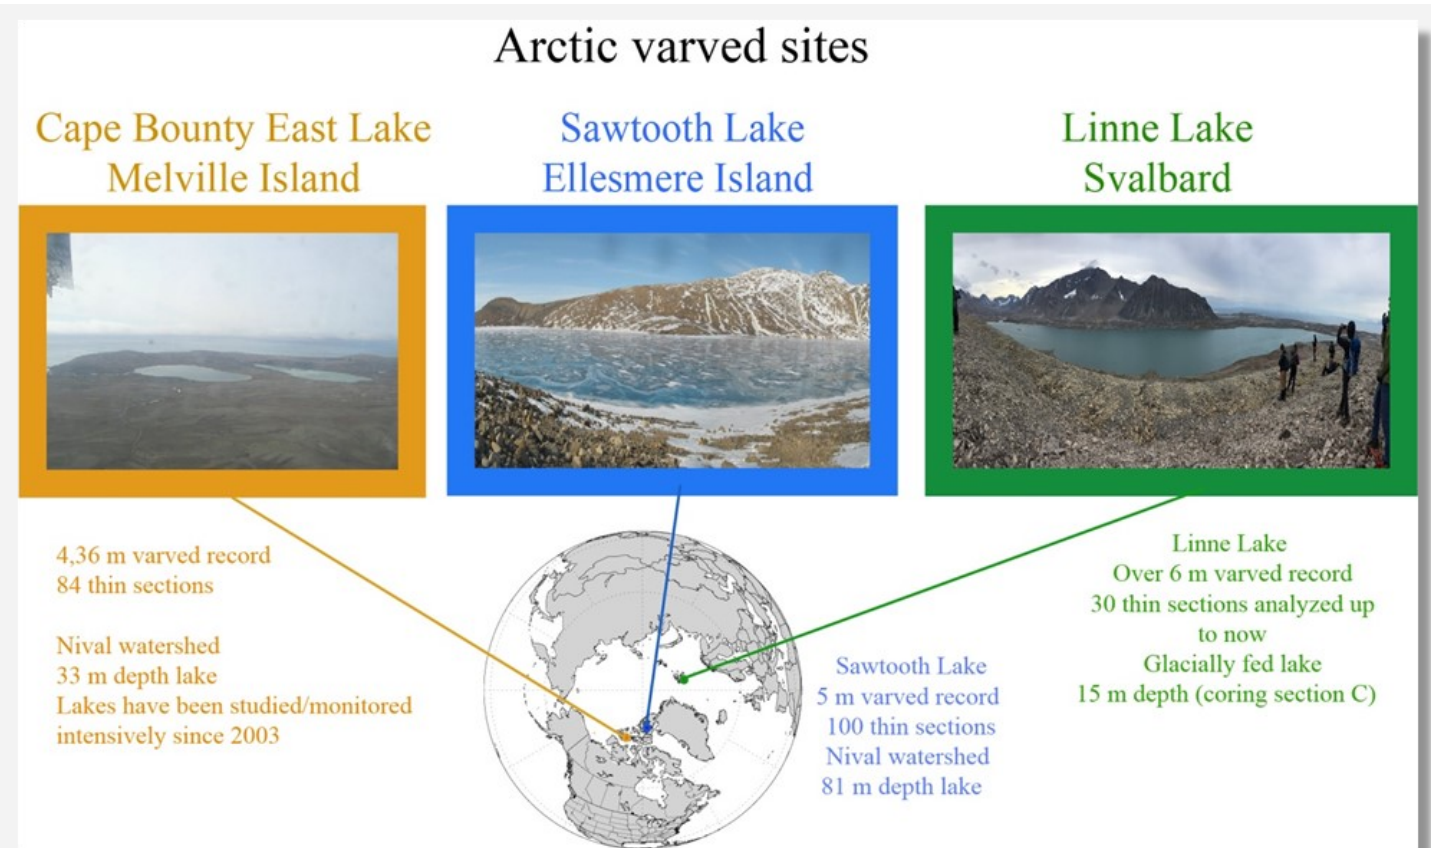 Arctic varved sites
Cape Bounty East Lake
Melville Island
Sawtooth Lake
Ellesmere Island
Linne Lake
Svalbard
4,36 m varved record
84 thin sections
Nival watershed
33 m depth lake
Lakes have been studied/monitored
intensively since 2003
Sawtooth Lake
5 m varved record
100 thin sections
Nival watershed
81 m depth lake
Linne Lake
Over 6 m varved record
30 thin sections analyzed up
to now
Glacially fed lake
15 m depth (coring section C)